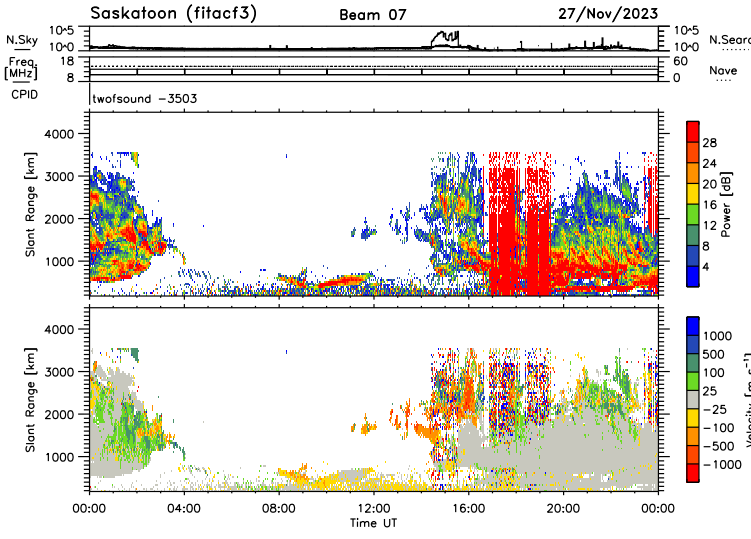 Saskatoon (fitacf3) Beam 07 27/Nov/2023
N.Sky 10^5 10^0 10^5 10^0 N.Sear
Freq. [MHz] 18 8 60 0 Nave
CPID twofsound -3503
Slant Range [km] 4000 3000 2000 1000
Power [dB] 28 24 20 16 12 8 4
Slant Range [km] 4000 3000 2000 1000
Velocity [m s^-1] 1000 500 100 25 -25 -100 -500 -1000
00:00 04:00 08:00 12:00 16:00 20:00 00:00
Time UT